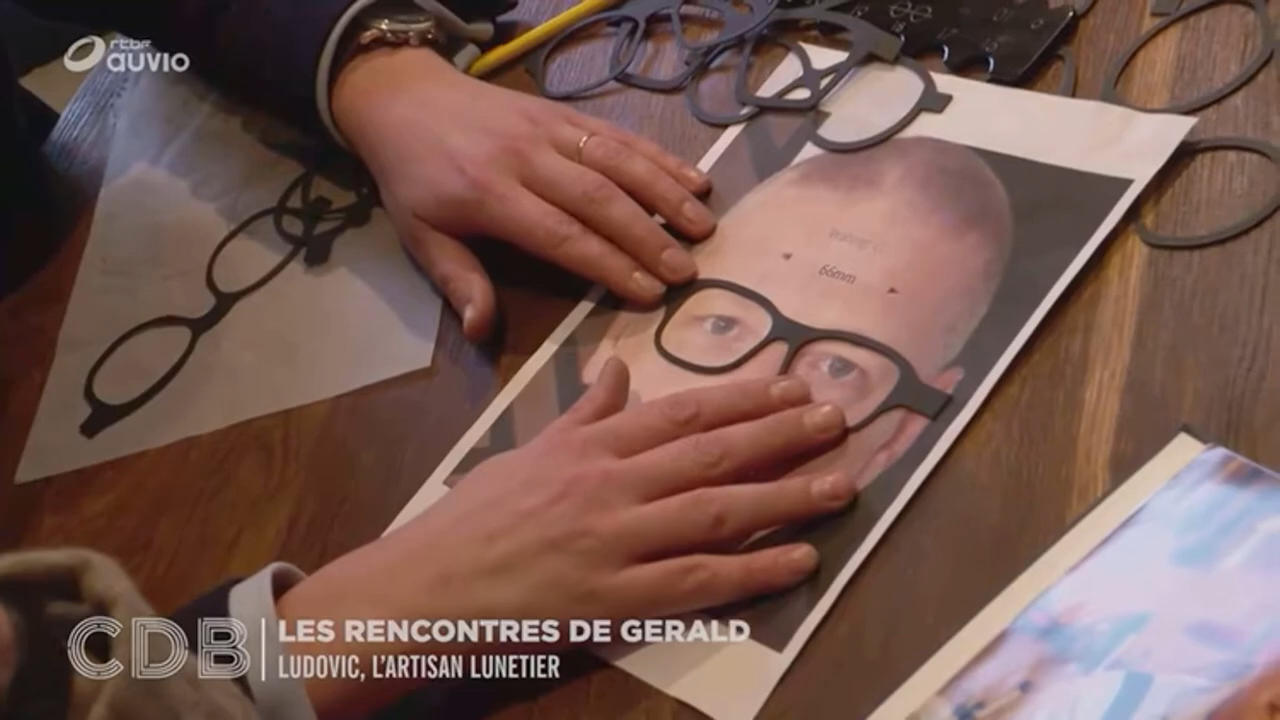 rtbf
auvio
66mm
CDB
LES RENCONTRES DE GERALD
LUDOVIC, L'ARTISAN LUNETIER